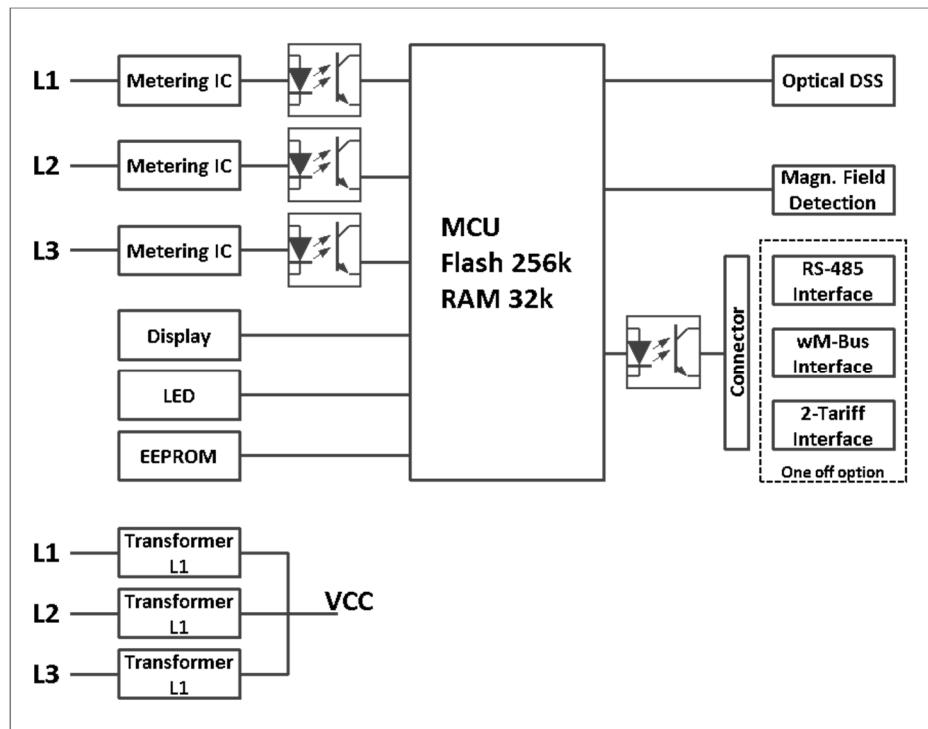 L1
Metering IC
L2
Metering IC
L3
Metering IC
Display
LED
EEPROM
MCU
Flash 256k
RAM 32k
Optical DSS
Magn. Field
Detection
Connector
RS-485
Interface
wM-Bus
Interface
2-Tariff
Interface
One off option
L1
Transformer
L1
L2
Transformer
L1
L3
Transformer
L1
VCC